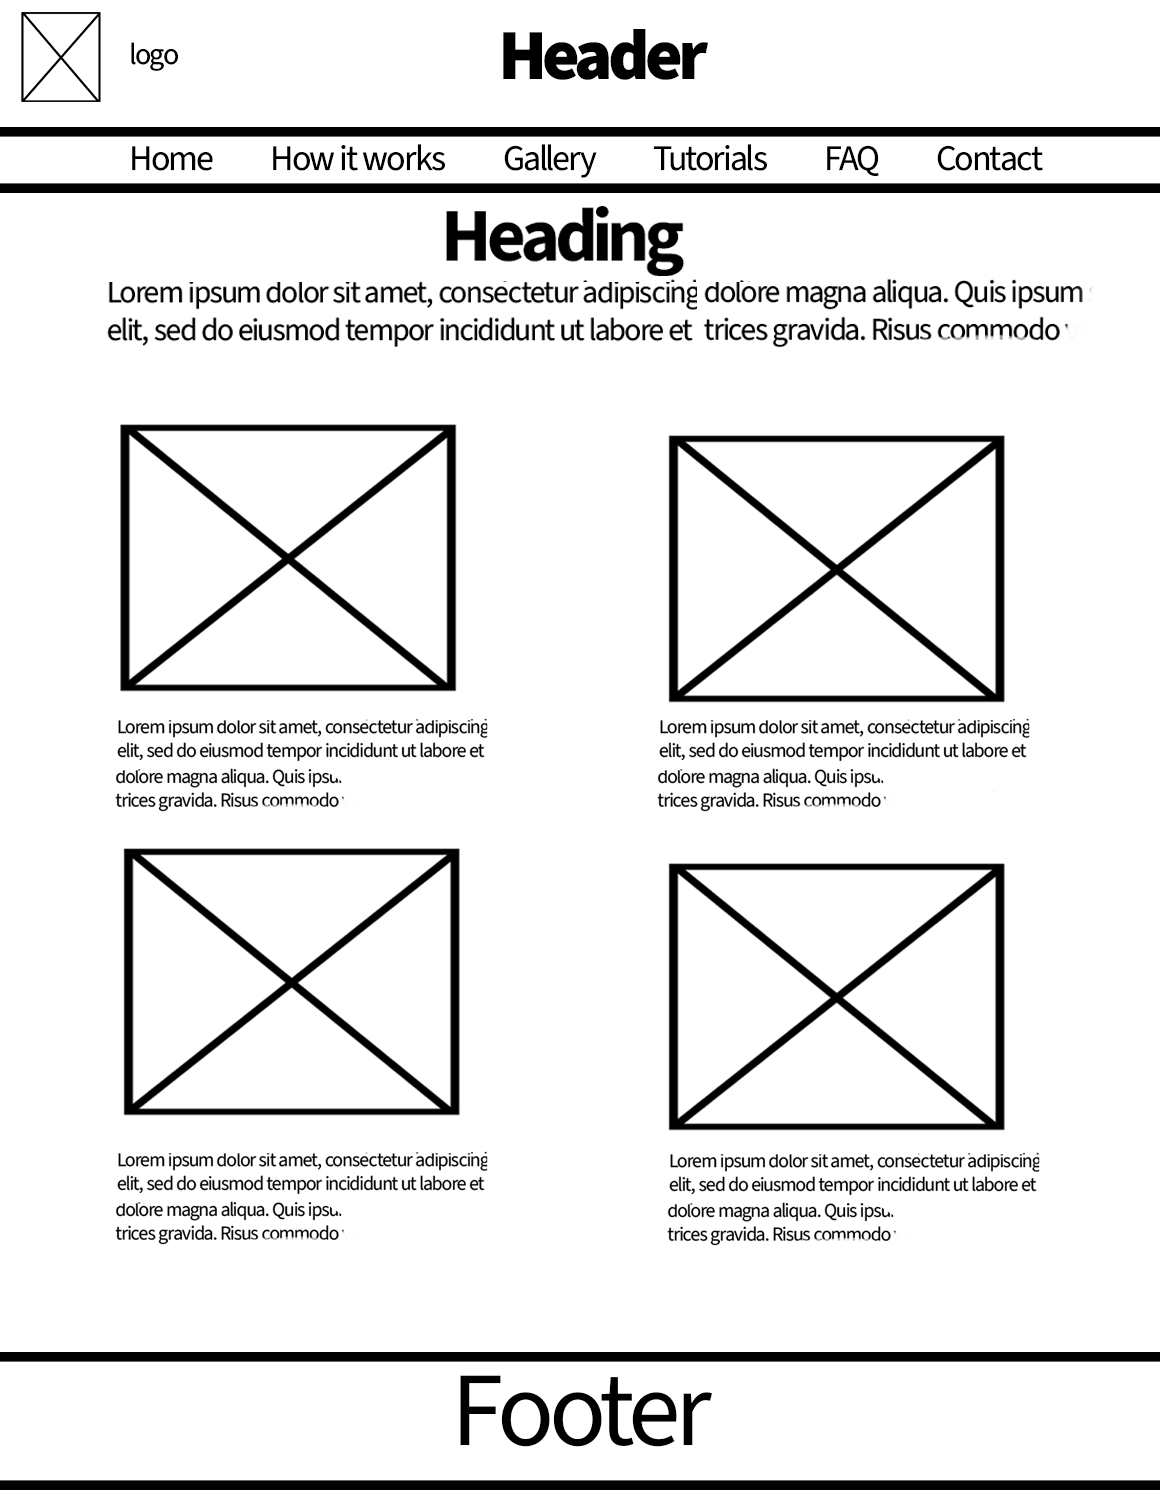 logo
Header
Home How it works Gallery Tutorials FAQ Contact
Heading
Lorem ipsum dolor sit amet, consectetur adipiscing dolore magna aliqua. Quis ipsum
elit, sed do eiusmod tempor incididunt ut labore et trices gravida. Risus commodo
Lorem ipsum dolor sit amet, consectetur adipiscing
elit, sed do eiusmod tempor incididunt ut labore et
dolore magna aliqua. Quis
trices gravida. Risus commodo
Lorem ipsum dolor sit amet, consectetur adipiscing
elit, sed do eiusmod tempor incididunt ut labore et
dolore magna aliqua. Quis
trices gravida. Risus commodo
Lorem ipsum dolor sit amet, consectetur adipiscing
elit, sed do eiusmod tempor incididunt ut labore et
dolore magna aliqua. Quis
trices gravida. Risus commodo
Lorem ipsum dolor sit amet, consectetur adipiscing
elit, sed do eiusmod tempor incididunt ut labore et
dolore magna aliqua. Quis
trices gravida. Risus commodo
Footer